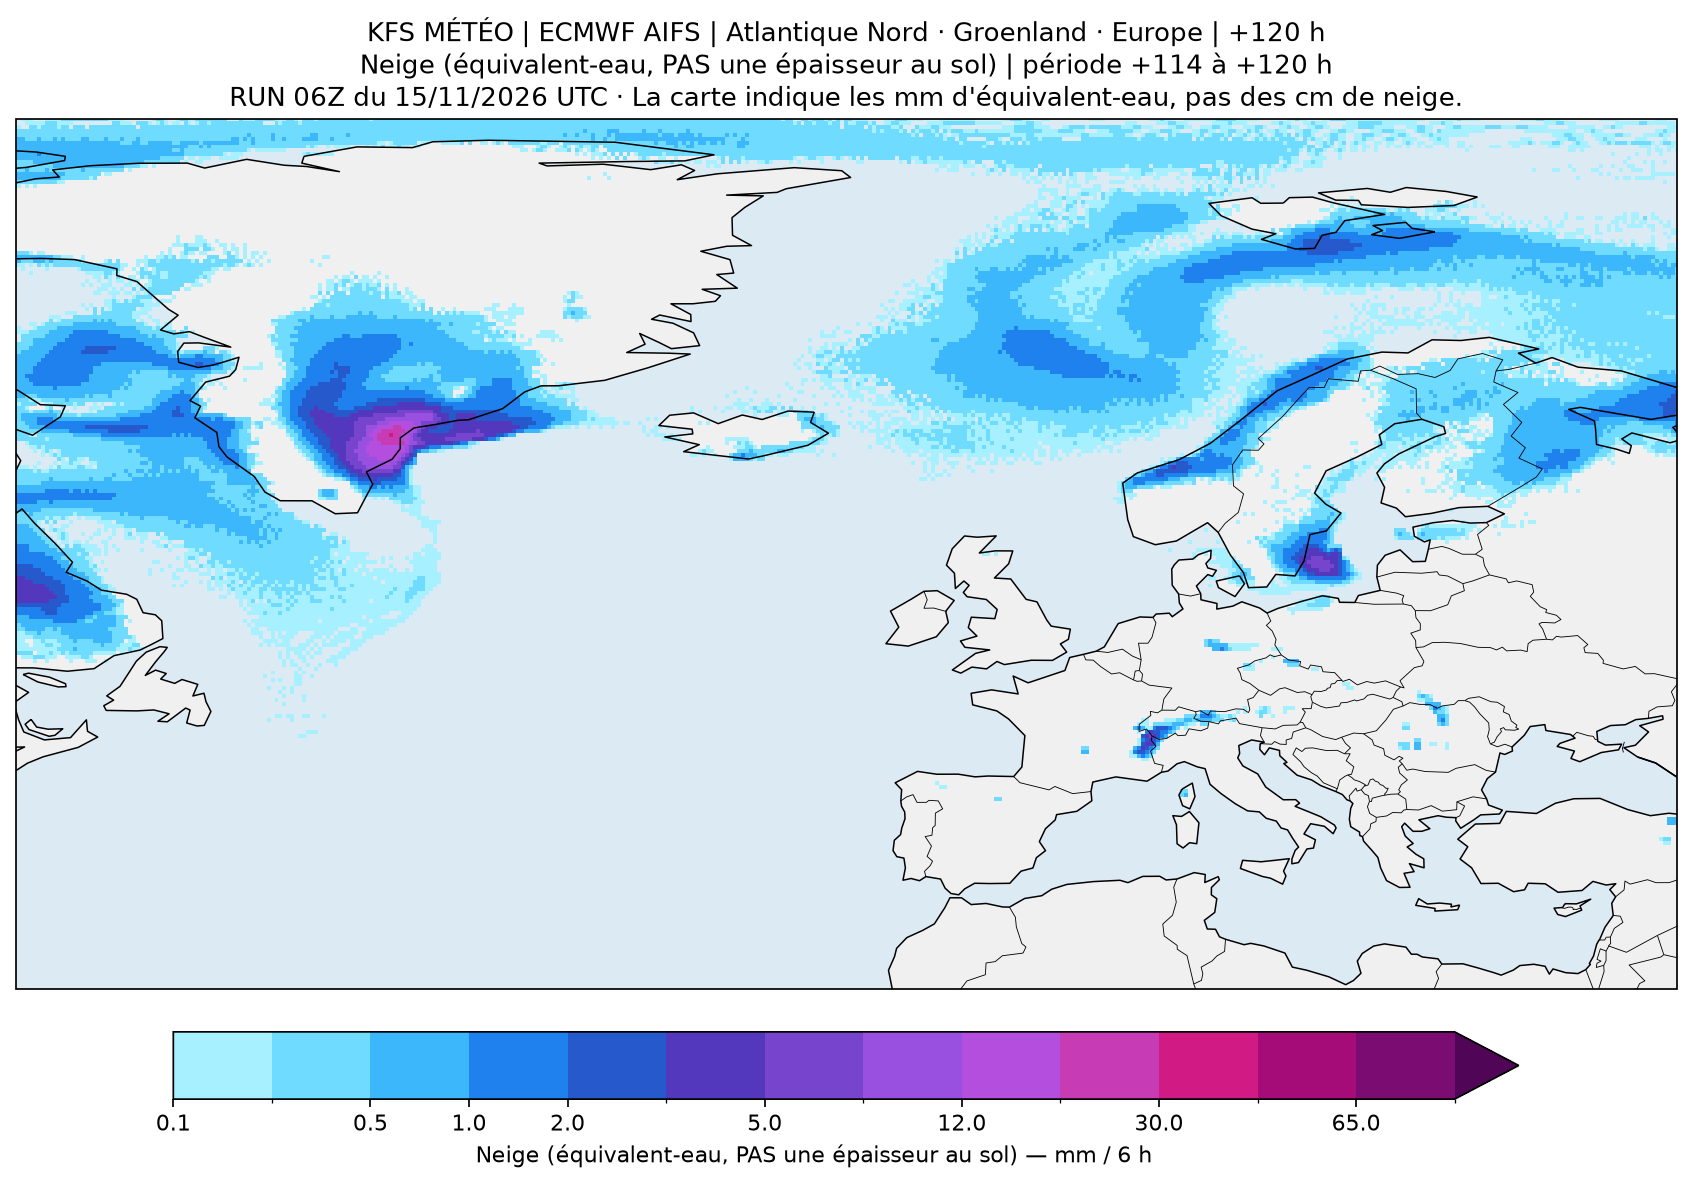 KFS MÉTÉO | ECMWF AIFS | Atlantique Nord · Groenland · Europe | +120 h
Neige (équivalent-eau, PAS une épaisseur au sol) | période +114 à +120 h
RUN 06Z du 15/11/2026 UTC · La carte indique les mm d'équivalent-eau, pas des cm de neige.
0.1 0.5 1.0 2.0 5.0 12.0 30.0 65.0
Neige (équivalent-eau, PAS une épaisseur au sol) — mm / 6 h